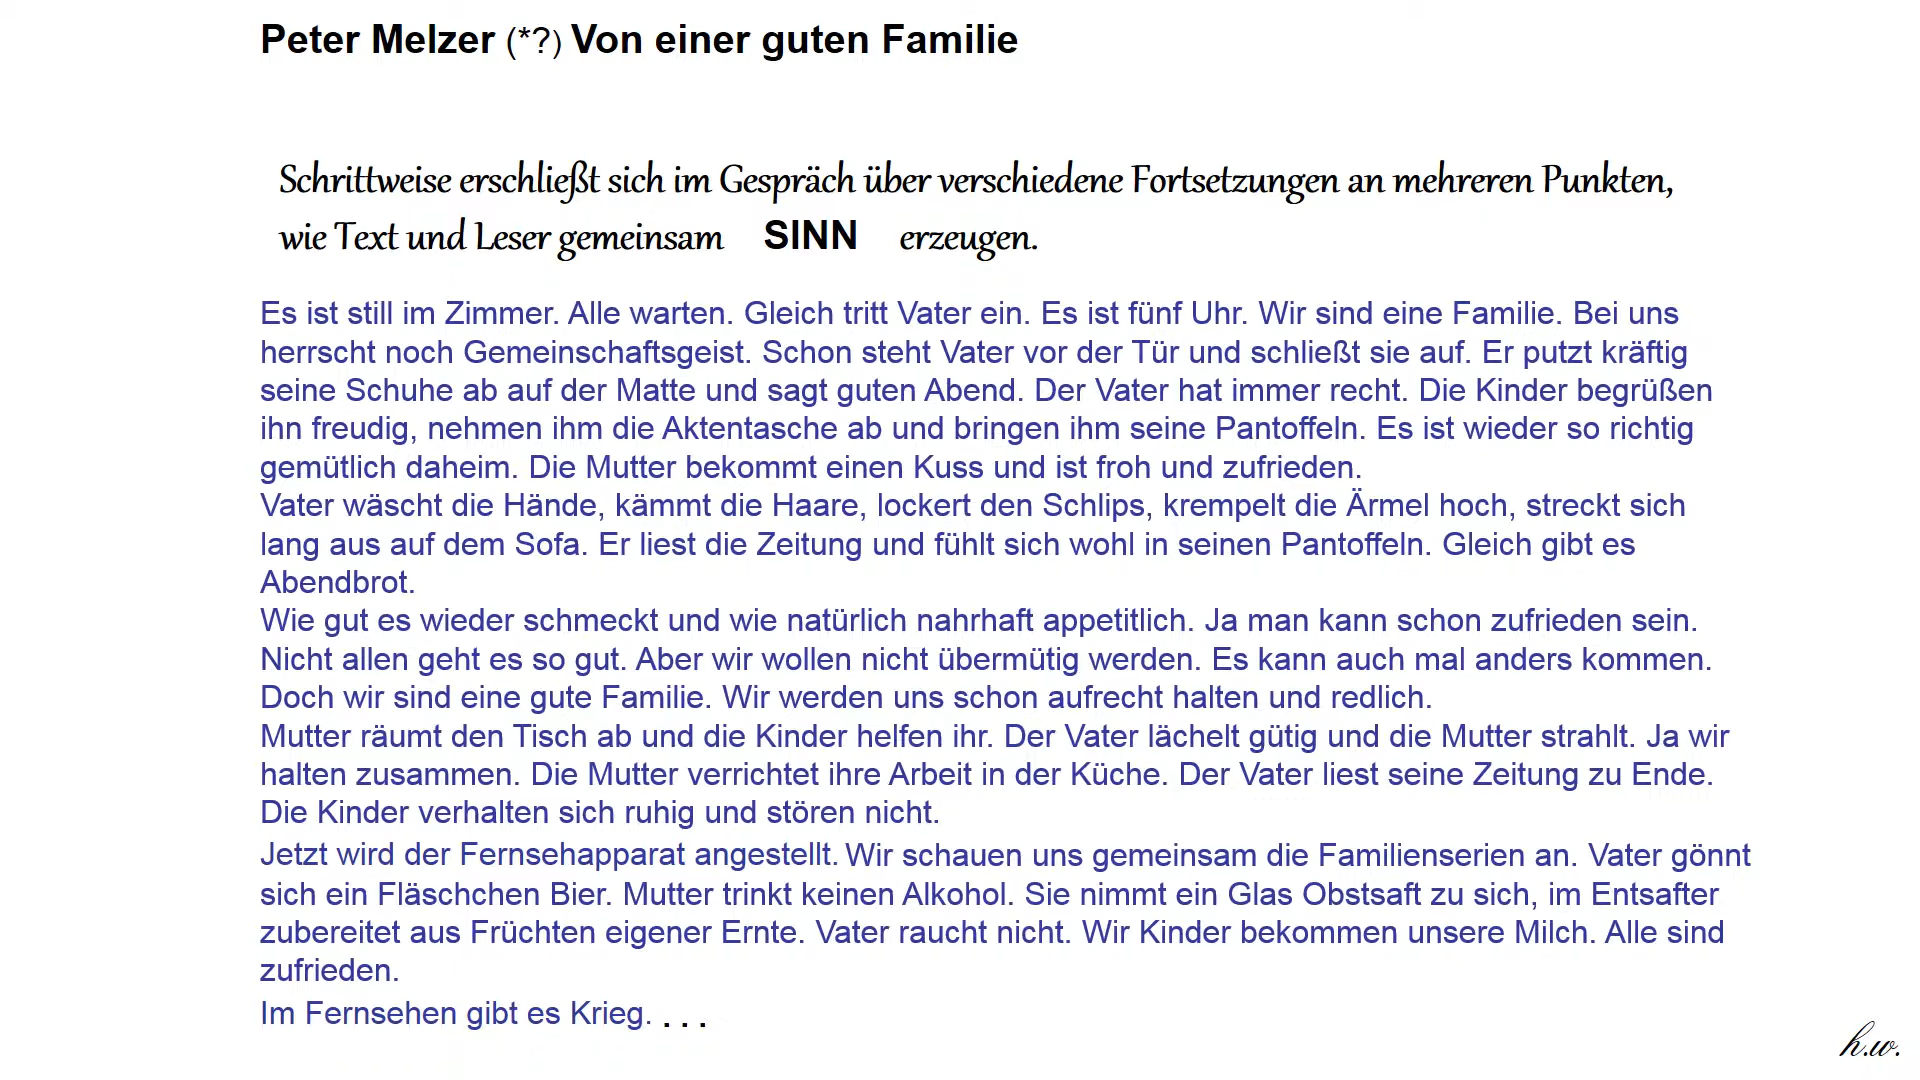 Peter Melzer (*?) Von einer guten Familie
Schrittweise erschließt sich im Gespräch über verschiedene Fortsetzungen an mehreren Punkten,
wie Text und Leser gemeinsam SINN erzeugen.
Es ist still im Zimmer. Alle warten. Gleich tritt Vater ein. Es ist fünf Uhr. Wir sind eine Familie. Bei uns
herrscht noch Gemeinschaftsgeist. Schon steht Vater vor der Tür und schließt sie auf. Er putzt kräftig
seine Schuhe ab auf der Matte und sagt guten Abend. Der Vater hat immer recht. Die Kinder begrüßen
ihn freudig, nehmen ihm die Aktentasche ab und bringen ihm seine Pantoffeln. Es ist wieder so richtig
gemütlich daheim. Die Mutter bekommt einen Kuss und ist froh und zufrieden.
Vater wäscht die Hände, kämmt die Haare, lockert den Schlips, krempelt die Ärmel hoch, streckt sich
lang aus auf dem Sofa. Er liest die Zeitung und fühlt sich wohl in seinen Pantoffeln. Gleich gibt es
Abendbrot.
Wie gut es wieder schmeckt und wie natürlich nahrhaft appetitlich. Ja man kann schon zufrieden sein.
Nicht allen geht es so gut. Aber wir wollen nicht übermütig werden. Es kann auch mal anders kommen.
Doch wir sind eine gute Familie. Wir werden uns schon aufrecht halten und redlich.
Mutter räumt den Tisch ab und die Kinder helfen ihr. Der Vater lächelt gütig und die Mutter strahlt. Ja wir
halten zusammen. Die Mutter verrichtet ihre Arbeit in der Küche. Der Vater liest seine Zeitung zu Ende.
Die Kinder verhalten sich ruhig und stören nicht.
Jetzt wird der Fernsehapparat angestellt. Wir schauen uns gemeinsam die Familienserien an. Vater gönnt
sich ein Fläschchen Bier. Mutter trinkt keinen Alkohol. Sie nimmt ein Glas Obstsaft zu sich, im Entsafter
zubereitet aus Früchten eigener Ernte. Vater raucht nicht. Wir Kinder bekommen unsere Milch. Alle sind
zufrieden.
Im Fernsehen gibt es Krieg. . . .
h.w.